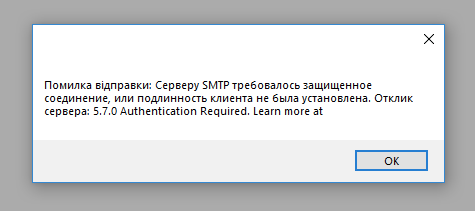 Помилка відправки: Серверу SMTP требовалось защищенное
соединение, или подлинность клиента не была установлена. Отклик
сервера: 5.7.0 Authentication Required. Learn more at
OK